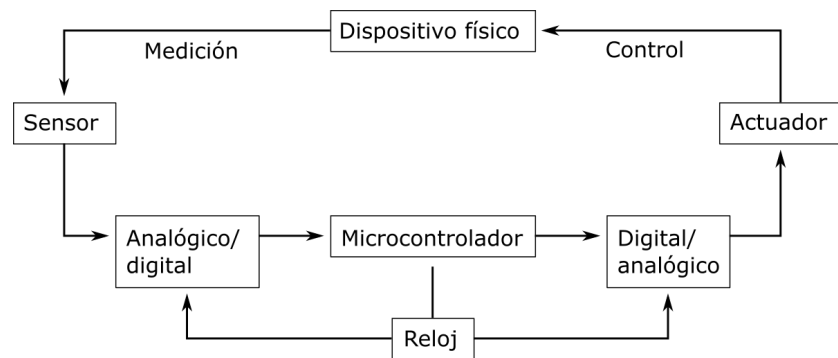 Dispositivo físico
Medición
Control
Sensor
Actuador
Analógico/
digital
Microcontrolador
Digital/
analógico
Reloj